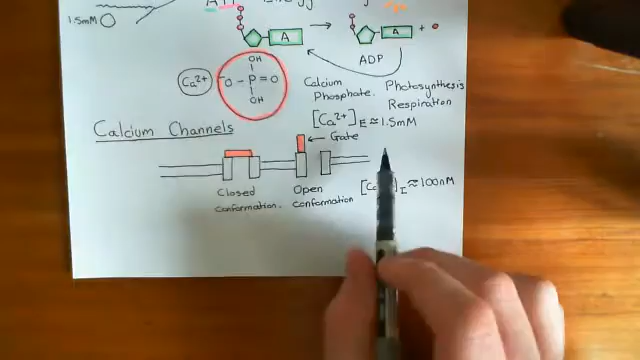 1.5mM
A
A
+
ADP
Ca²⁺
OH
⁻O - P = O
OH
Calcium
Phosphate.
Photosynthesis
Respiration
[Ca²⁺]E ≈ 1.5mM
Calcium Channels
Gate
Closed
conformation.
Open
conformation
[Ca ]I ≈ 100nM